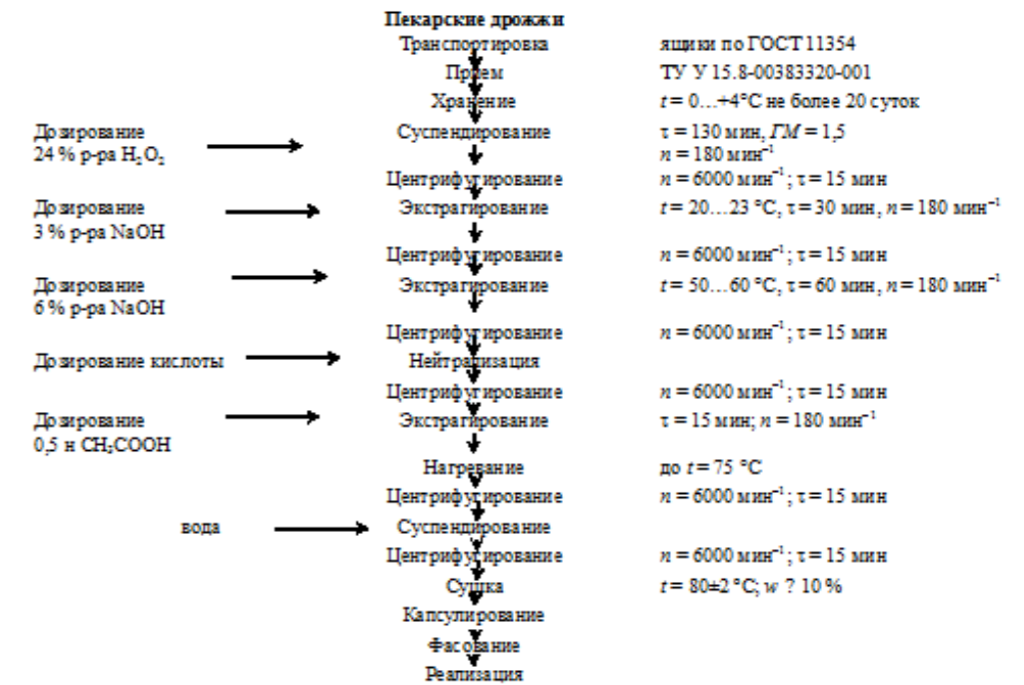 Пекарские дрожжи
Транспортировка ящики по ГОСТ 11354
Прием ТУ У 15.8-00383320-001
Хранение t = 0…+4°С не более 20 суток
Дозирование Суспендирование τ = 130 мин, ГМ = 1,5
24 % р-ра H₂O₂ n = 180 мин⁻¹
Центрифугирование n = 6000 мин⁻¹; τ = 15 мин
Дозирование Экстрагирование t = 20…23 °С, τ = 30 мин, n = 180 мин⁻¹
3 % р-ра NaOH
Центрифугирование n = 6000 мин⁻¹; τ = 15 мин
Дозирование Экстрагирование t = 50…60 °С, τ = 60 мин, n = 180 мин⁻¹
6 % р-ра NaOH
Центрифугирование n = 6000 мин⁻¹; τ = 15 мин
Дозирование кислоты Нейтрализация
Центрифугирование n = 6000 мин⁻¹; τ = 15 мин
Дозирование Экстрагирование τ = 15 мин; n = 180 мин⁻¹
0,5 н CH₃COOH
Нагревание до t = 75 °С
Центрифугирование n = 6000 мин⁻¹; τ = 15 мин
вода Суспендирование
Центрифугирование n = 6000 мин⁻¹; τ = 15 мин
Сушка t = 80±2 °С; w ? 10 %
Капсулирование
Фасование
Реализация